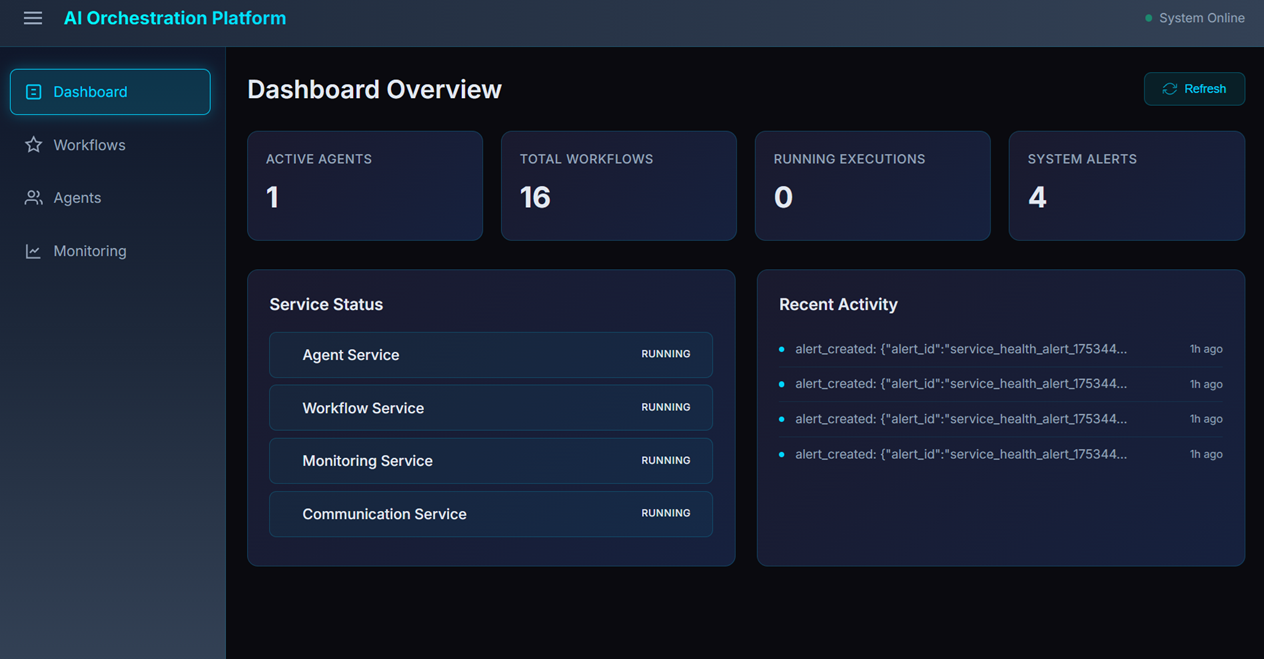 AI Orchestration Platform
System Online
Dashboard
Workflows
Agents
Monitoring
Dashboard Overview
Refresh
ACTIVE AGENTS
1
TOTAL WORKFLOWS
16
RUNNING EXECUTIONS
0
SYSTEM ALERTS
4
Service Status
Agent Service RUNNING
Workflow Service RUNNING
Monitoring Service RUNNING
Communication Service RUNNING
Recent Activity
alert_created: {"alert_id":"service_health_alert_175344... 1h ago
alert_created: {"alert_id":"service_health_alert_175344... 1h ago
alert_created: {"alert_id":"service_health_alert_175344... 1h ago
alert_created: {"alert_id":"service_health_alert_175344... 1h ago